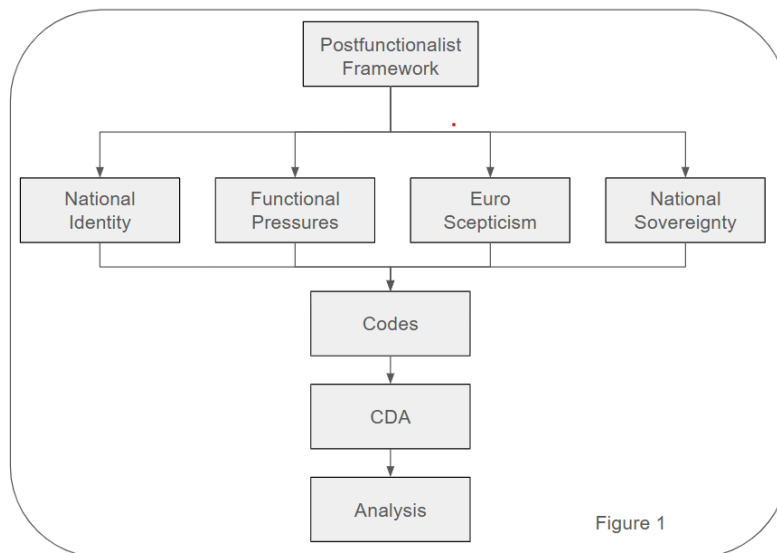 Postfunctionalist
Framework
National
Identity
Functional
Pressures
Euro
Scepticism
National
Sovereignty
Codes
CDA
Analysis
Figure 1